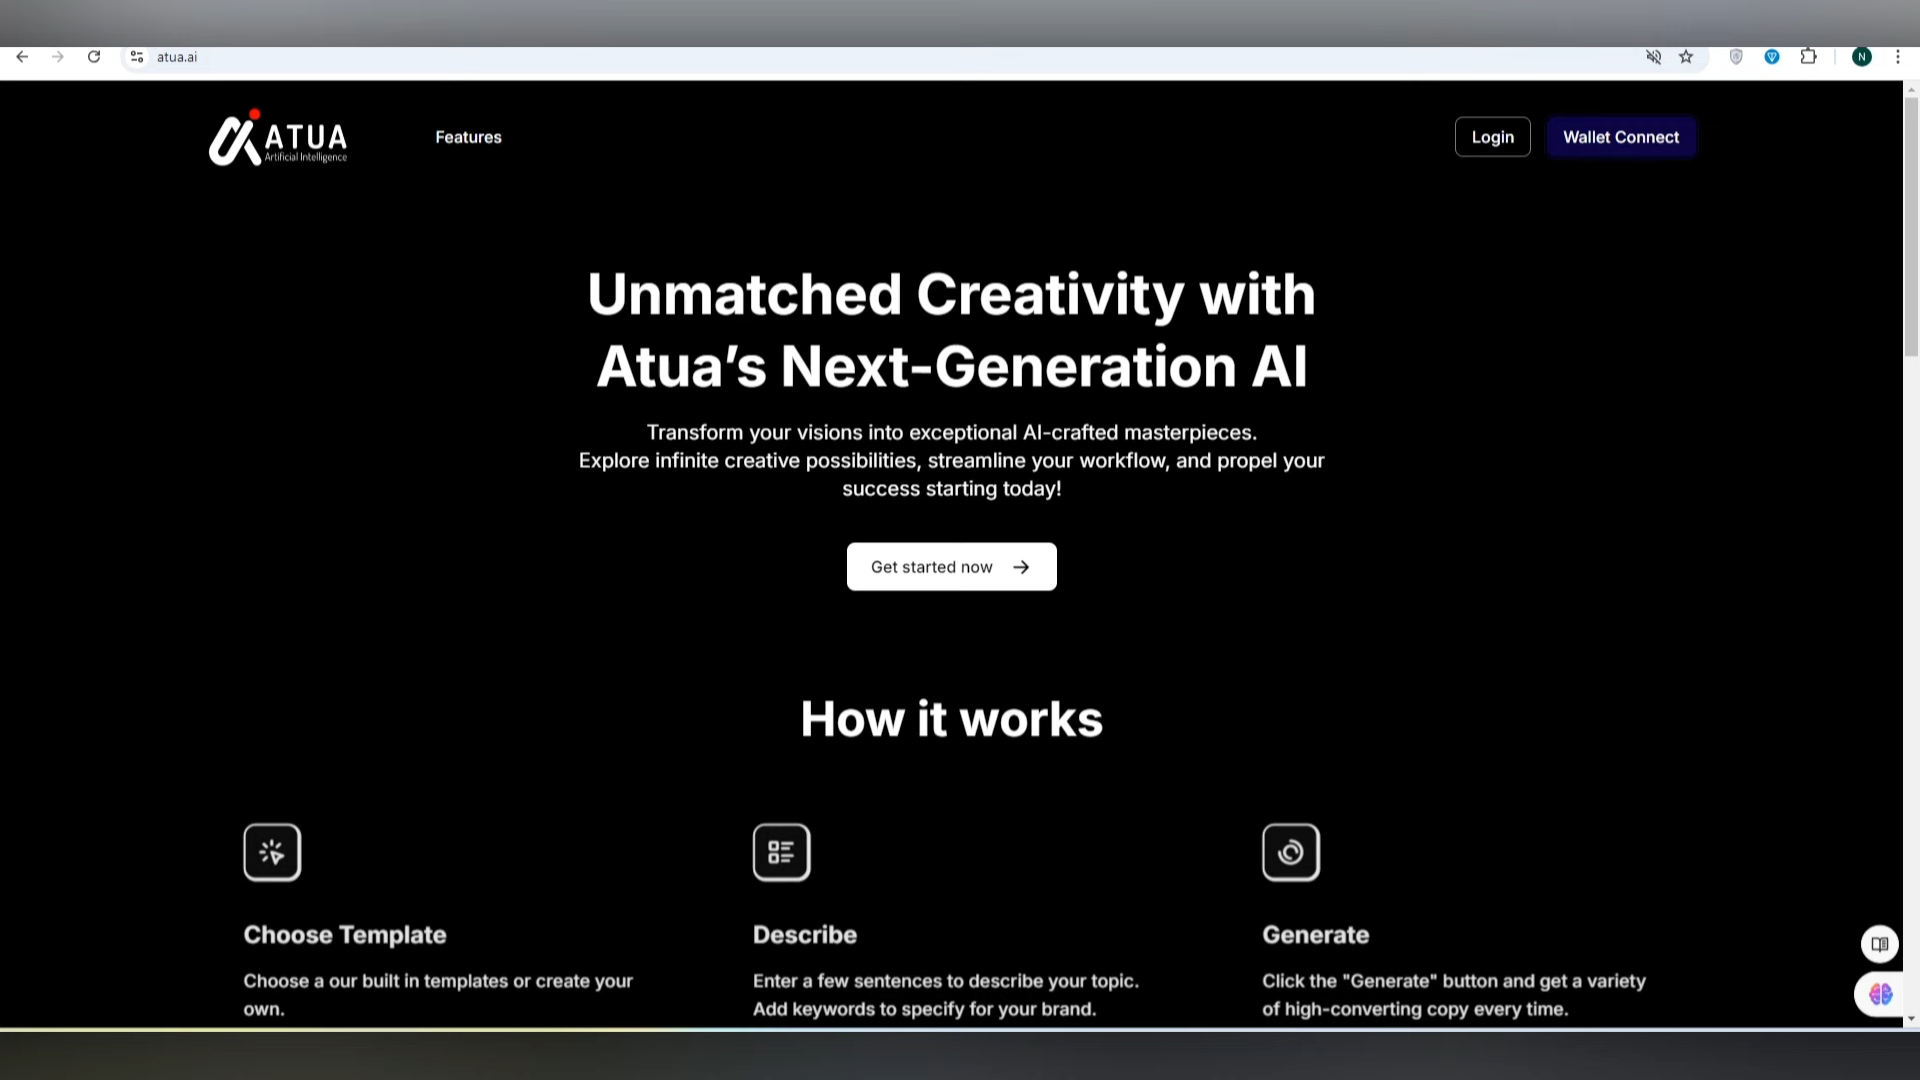 atua.ai
N
ATUA
Artificial Intelligence
Features
Login
Wallet Connect
Unmatched Creativity with
Atua’s Next-Generation AI
Transform your visions into exceptional AI-crafted masterpieces.
Explore infinite creative possibilities, streamline your workflow, and propel your
success starting today!
Get started now
How it works
Choose Template
Choose a our built in templates or create your
own.
Describe
Enter a few sentences to describe your topic.
Add keywords to specify for your brand.
Generate
Click the "Generate" button and get a variety
of high-converting copy every time.